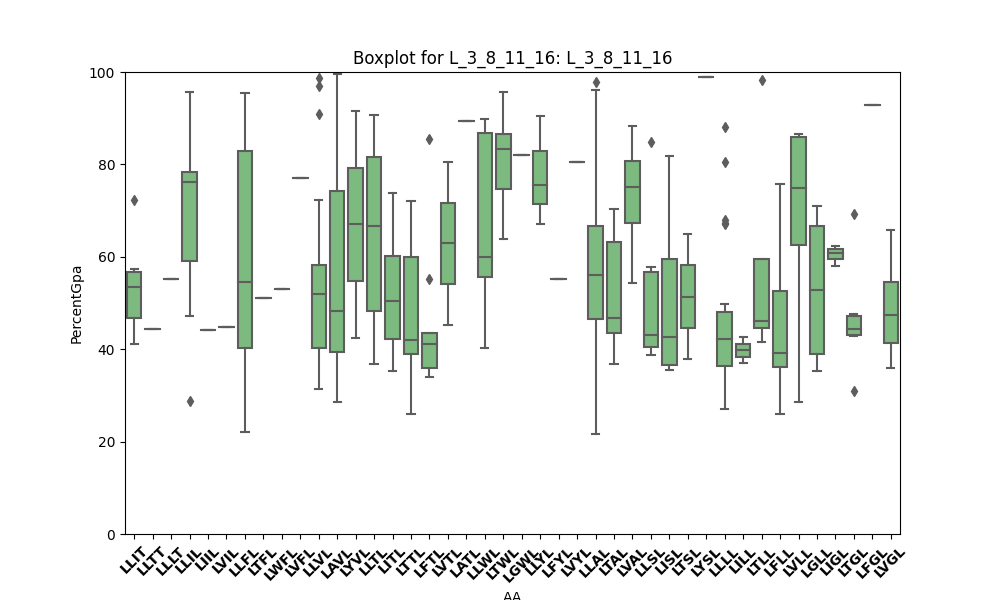 Boxplot for L_3_8_11_16: L_3_8_11_16
100
80
60
40
20
0
PercentGpa
LLIT LLTT LLLT LLIL LIIL LVIL LLFL LTFL LWFL LVFL LLVL LAVL LYVL LLTL LITL LTTL LFTL LVTL LATL LLWL LTWL LGWL LLYL LFYL LVYL LLAL LTAL LVAL LLSL LISL LTSL LYSL LLLL LILL LTLL LFLL LVLL LGLL LIGL LTGL LFGL LVGL
AA